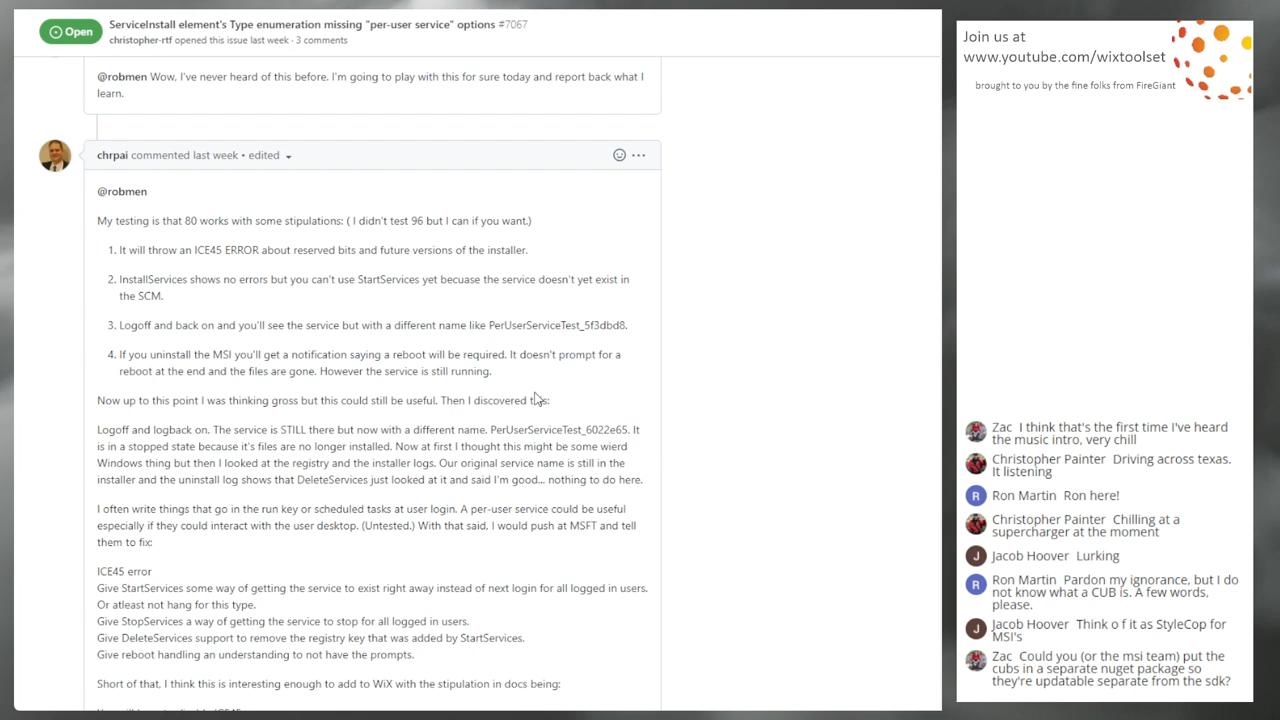 Open
ServiceInstall element's Type enumeration missing "per-user service" options #7067
christopher-rtf opened this issue last week · 3 comments
@robmen Wow, I've never heard of this before. I'm going to play with this for sure today and report back what I
learn.
chrpai commented last week • edited
@robmen
My testing is that 80 works with some stipulations: ( I didn't test 96 but I can if you want.)
1. It will throw an ICE45 ERROR about reserved bits and future versions of the installer.
2. InstallServices shows no errors but you can't use StartServices yet becuase the service doesn't yet exist in
the SCM.
3. Logoff and back on and you'll see the service but with a different name like PerUserServiceTest_5f3dbd8.
4. If you uninstall the MSI you'll get a notification saying a reboot will be required. It doesn't prompt for a
reboot at the end and the files are gone. However the service is still running.
Now up to this point I was thinking gross but this could still be useful. Then I discovered this:
Logoff and logback on. The service is STILL there but now with a different name. PerUserServiceTest_6022e65. It
is in a stopped state because it's files are no longer installed. Now at first I thought this might be some wierd
Windows thing but then I looked at the registry and the installer logs. Our original service name is still in the
installer and the uninstall log shows that DeleteServices just looked at it and said I'm good... nothing to do here.
I often write things that go in the run key or scheduled tasks at user login. A per-user service could be useful
especially if they could interact with the user desktop. (Untested.) With that said, I would push at MSFT and tell
them to fix:
ICE45 error
Give StartServices some way of getting the service to exist right away instead of next login for all logged in users.
Or atleast not hang for this type.
Give StopServices a way of getting the service to stop for all logged in users.
Give DeleteServices support to remove the registry key that was added by StartServices.
Give reboot handling an understanding to not have the prompts.
Short of that, I think this is interesting enough to add to WiX with the stipulation in docs being:
Join us at
www.youtube.com/wixtoolset
brought to you by the fine folks from FireGiant
Zac I think that's the first time I've heard
the music intro, very chill
Christopher Painter Driving across texas.
It listening
Ron Martin Ron here!
Christopher Painter Chilling at a
supercharger at the moment
Jacob Hoover Lurking
Ron Martin Pardon my ignorance, but I do
not know what a CUB is. A few words,
please.
Jacob Hoover Think o f it as StyleCop for
MSI's
Zac Could you (or the msi team) put the
cubs in a separate nuget package so
they're updatable separate from the sdk?